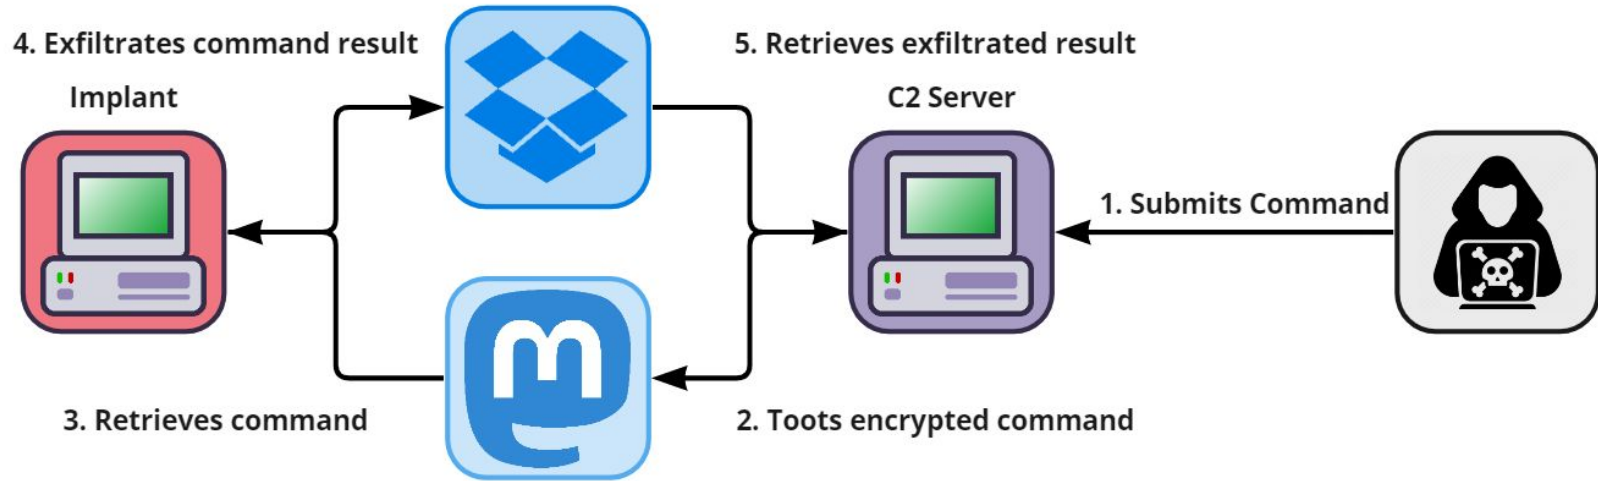 4. Exfiltrates command result
5. Retrieves exfiltrated result
Implant
C2 Server
1. Submits Command
m
3. Retrieves command
2. Toots encrypted command